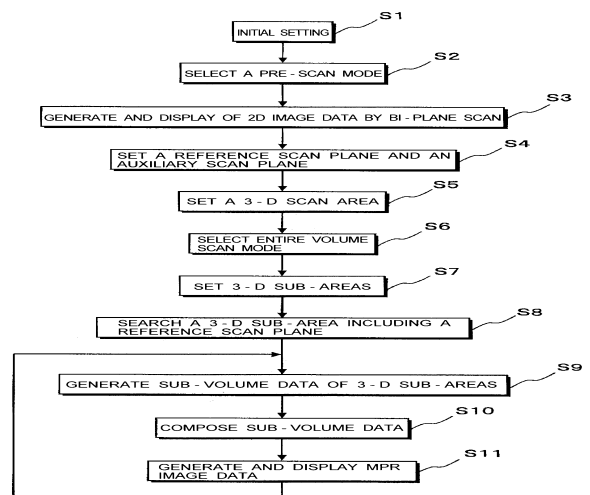 S1
INITIAL SETTING
S2
SELECT A PRE-SCAN MODE
S3
GENERATE AND DISPLAY OF 2D IMAGE DATA BY BI-PLANE SCAN
S4
SET A REFERENCE SCAN PLANE AND AN
AUXILIARY SCAN PLANE
S5
SET A 3-D SCAN AREA
S6
SELECT ENTIRE VOLUME
SCAN MODE
S7
SET 3-D SUB-AREAS
S8
SEARCH A 3-D SUB-AREA INCLUDING A
REFERENCE SCAN PLANE
S9
GENERATE SUB-VOLUME DATA OF 3-D SUB-AREAS
S10
COMPOSE SUB-VOLUME DATA
S11
GENERATE AND DISPLAY MPR
IMAGE DATA